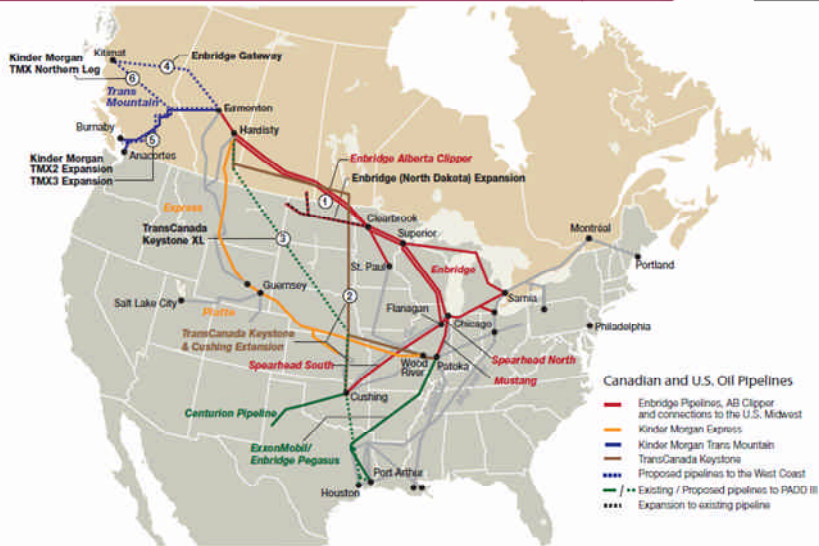 Kinder Morgan
TMX Northern Leg
Kitimat
4
Enbridge Gateway
6
Trans
Mountain
Edmonton
Burnaby
Hardisty
5
Anacortes
Kinder Morgan
TMX2 Expansion
TMX3 Expansion
Enbridge Alberta Clipper
Enbridge (North Dakota) Expansion
1
Express
Clearbrook
TransCanada
Keystone XL
3
Superior
Montréal
St. Paul
Enbridge
Portland
Guernsey
Salt Lake City
2
Sarnia
Platte
Flanagan
Chicago
Philadelphia
TransCanada Keystone
& Cushing Extension
Spearhead South
Wood
River
Patoka
Spearhead North
Mustang
Cushing
Centurion Pipeline
ExxonMobil/
Enbridge Pegasus
Port Arthur
Houston
Canadian and U.S. Oil Pipelines
Enbridge Pipelines, AB Clipper
and connections to the U.S. Midwest
Kinder Morgan Express
Kinder Morgan Trans Mountain
TransCanada Keystone
Proposed pipelines to the West Coast
Existing / Proposed pipelines to PADD III
Expansion to existing pipeline